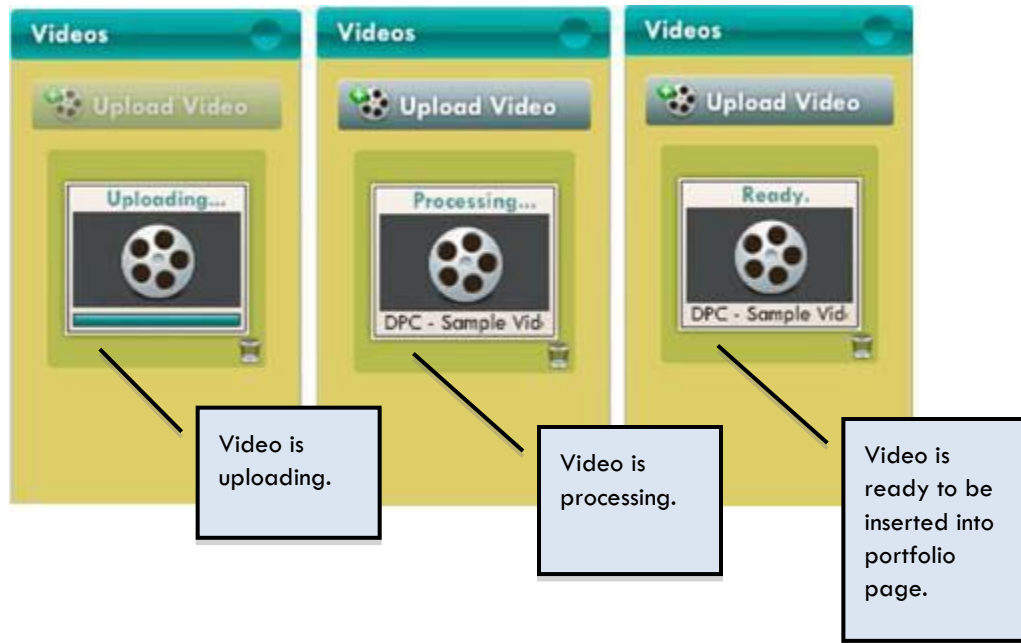 Videos
Upload Video
Uploading...
Videos
Upload Video
Processing...
DPC - Sample Vid
Videos
Upload Video
Ready.
DPC - Sample Vid
Video is
uploading.
Video is
processing.
Video is
ready to be
inserted into
portfolio
page.